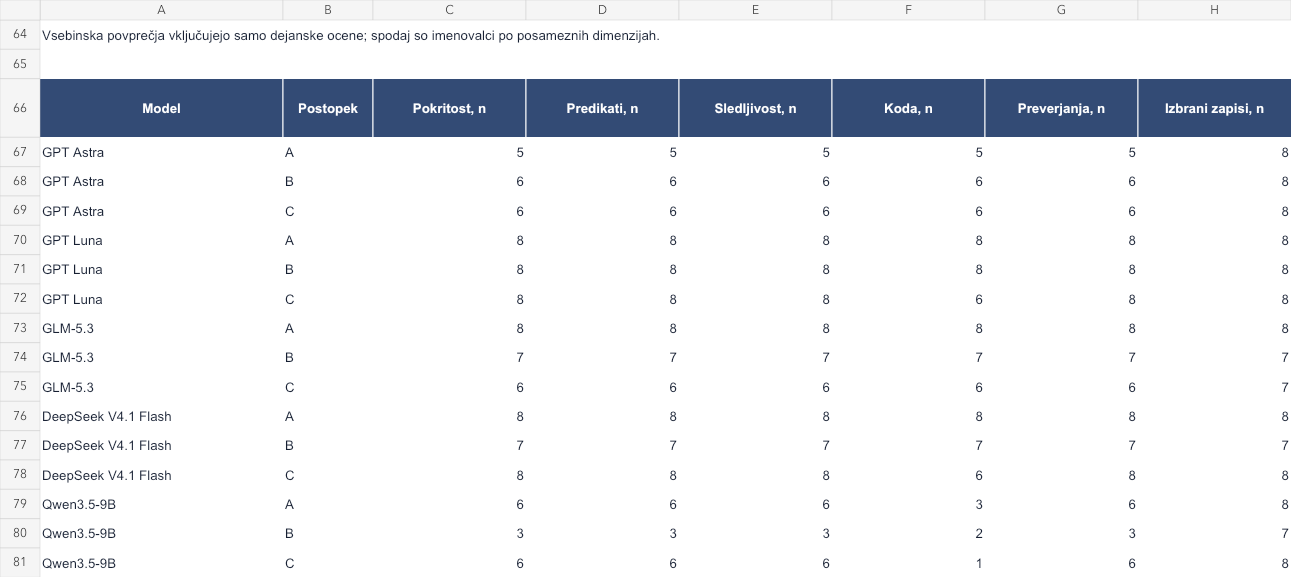 A B C D E F G H
64 Vsebinska povprečja vključujejo samo dejanske ocene; spodaj so imenovalci po posameznih dimenzijah.
65
66 Model Postopek Pokritost, n Predikati, n Sledljivost, n Koda, n Preverjanja, n Izbrani zapisi, n
67 GPT Astra A 5 5 5 5 5 8
68 GPT Astra B 6 6 6 6 6 8
69 GPT Astra C 6 6 6 6 6 8
70 GPT Luna A 8 8 8 8 8 8
71 GPT Luna B 8 8 8 8 8 8
72 GPT Luna C 8 8 8 6 8 8
73 GLM-5.3 A 8 8 8 8 8 8
74 GLM-5.3 B 7 7 7 7 7 7
75 GLM-5.3 C 6 6 6 6 6 7
76 DeepSeek V4.1 Flash A 8 8 8 8 8 8
77 DeepSeek V4.1 Flash B 7 7 7 7 7 7
78 DeepSeek V4.1 Flash C 8 8 8 6 8 8
79 Qwen3.5-9B A 6 6 6 3 6 8
80 Qwen3.5-9B B 3 3 3 2 3 7
81 Qwen3.5-9B C 6 6 6 1 6 8